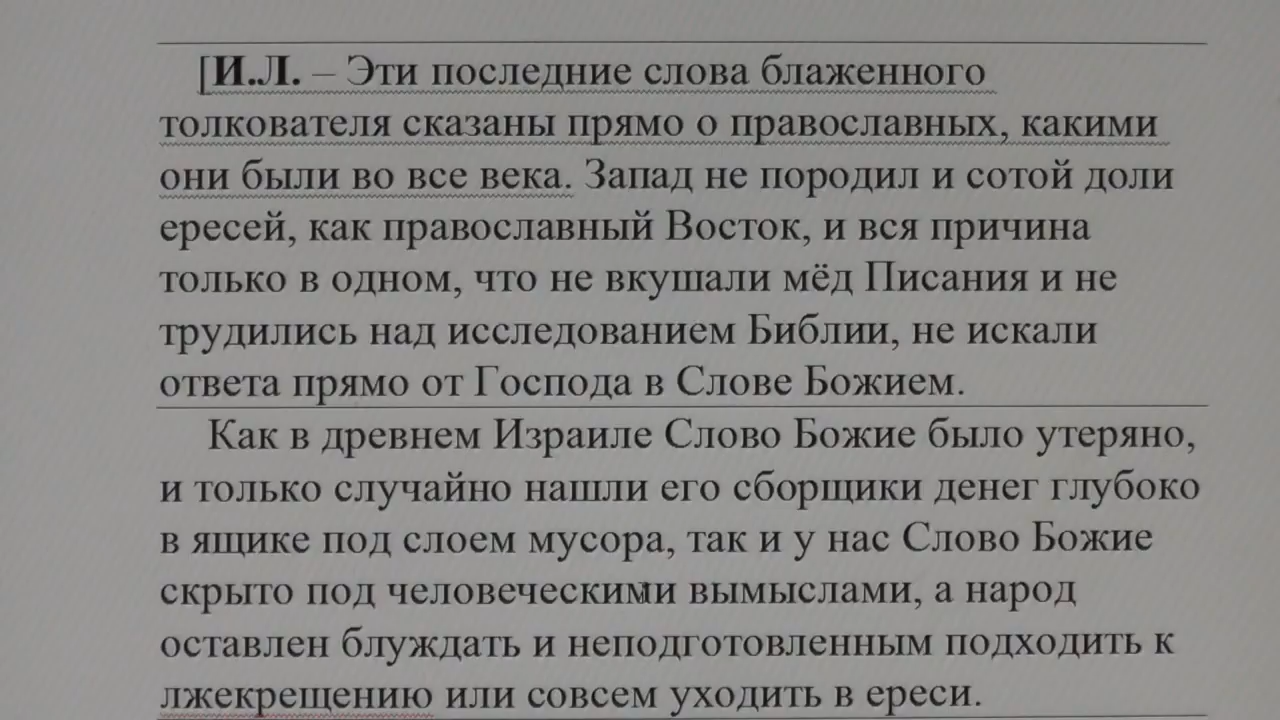 [И.Л. – Эти последние слова блаженного
толкователя сказаны прямо о православных, какими
они были во все века. Запад не породил и сотой доли
ересей, как православный Восток, и вся причина
только в одном, что не вкушали мёд Писания и не
трудились над исследованием Библии, не искали
ответа прямо от Господа в Слове Божием.
Как в древнем Израиле Слово Божие было утеряно,
и только случайно нашли его сборщики денег глубоко
в ящике под слоем мусора, так и у нас Слово Божие
скрыто под человеческими вымыслами, а народ
оставлен блуждать и неподготовленным подходить к
лжекрещению или совсем уходить в ереси.